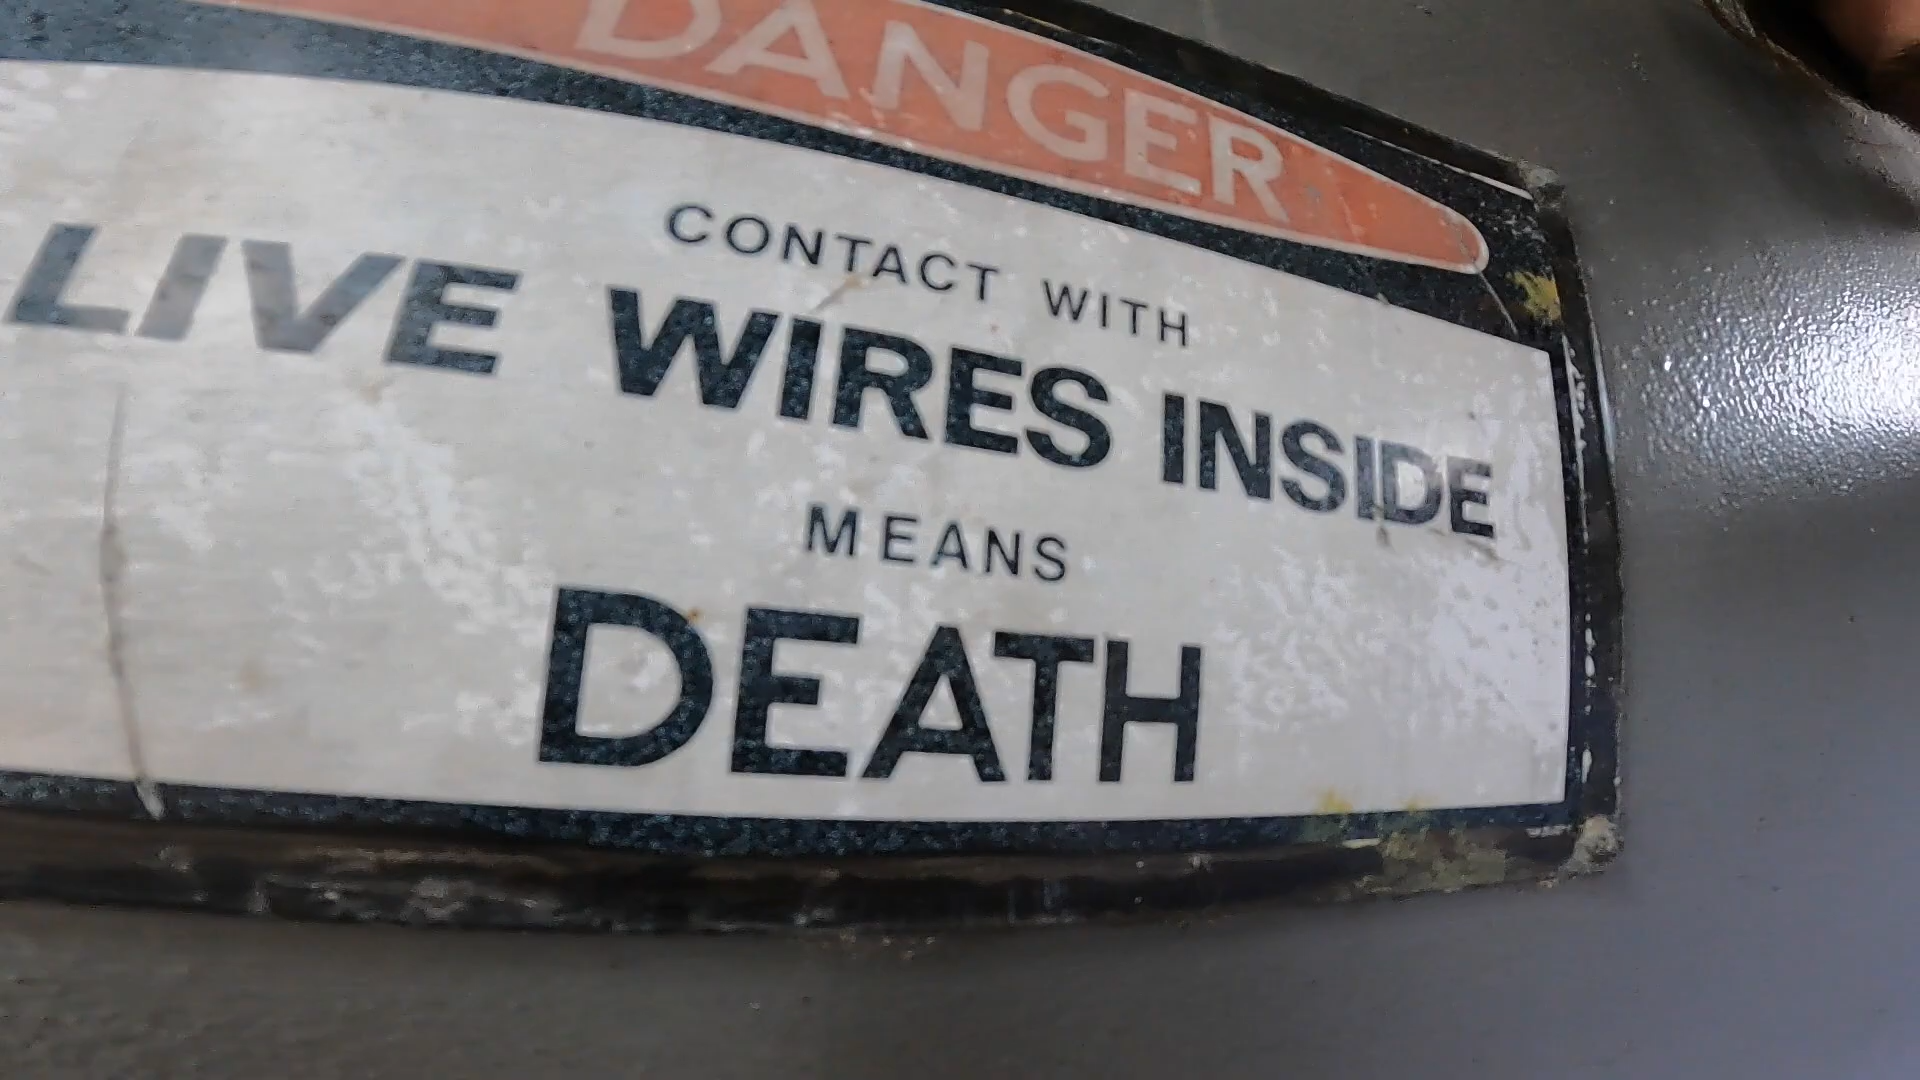 DANGER
CONTACT WITH
LIVE WIRES INSIDE
MEANS
DEATH